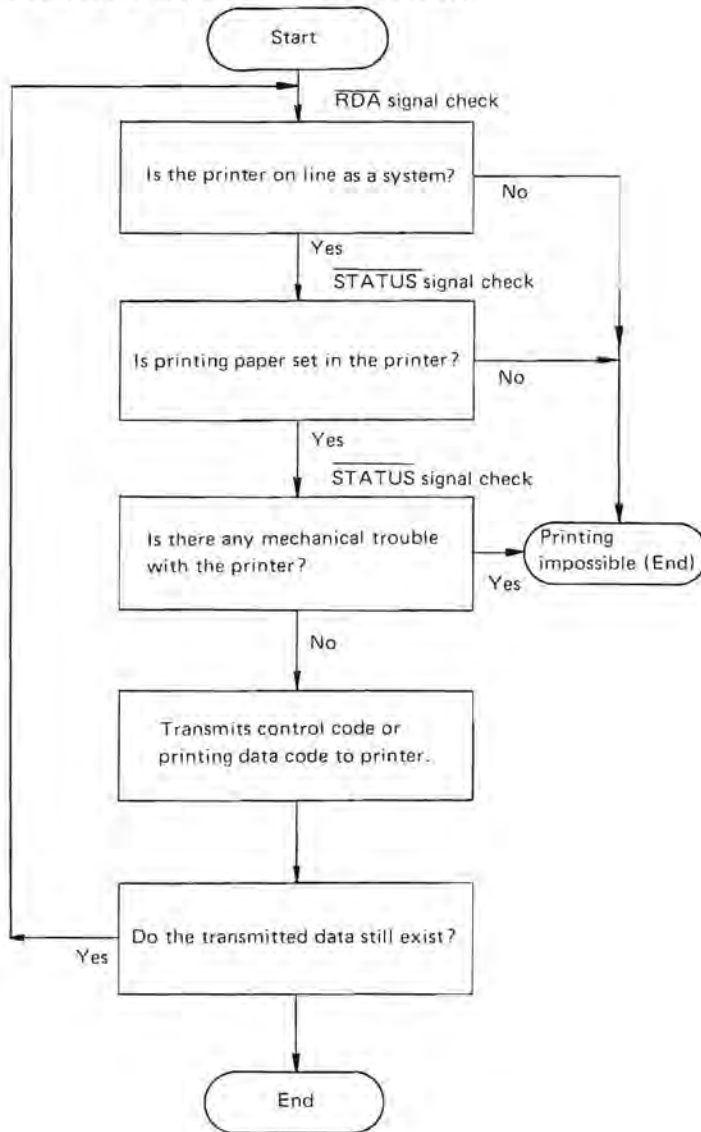 Start
RDA signal check
Is the printer on line as a system?
No
Yes
STATUS signal check
Is printing paper set in the printer?
No
Yes
STATUS signal check
Is there any mechanical trouble
with the printer?
Printing
impossible (End)
Yes
No
Transmits control code or
printing data code to printer.
Do the transmitted data still exist?
Yes
End